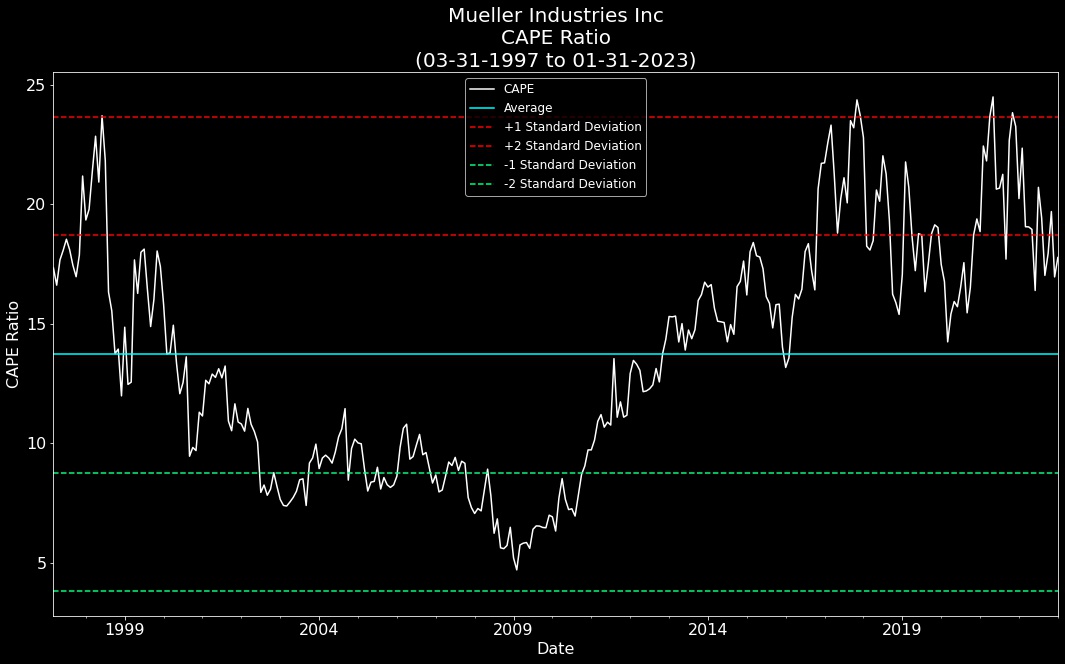 Mueller Industries Inc
CAPE Ratio
(03-31-1997 to 01-31-2023)
CAPE
Average
+1 Standard Deviation
+2 Standard Deviation
-1 Standard Deviation
-2 Standard Deviation
25
20
15
10
5
CAPE Ratio
1999
2004
2009
2014
2019
Date